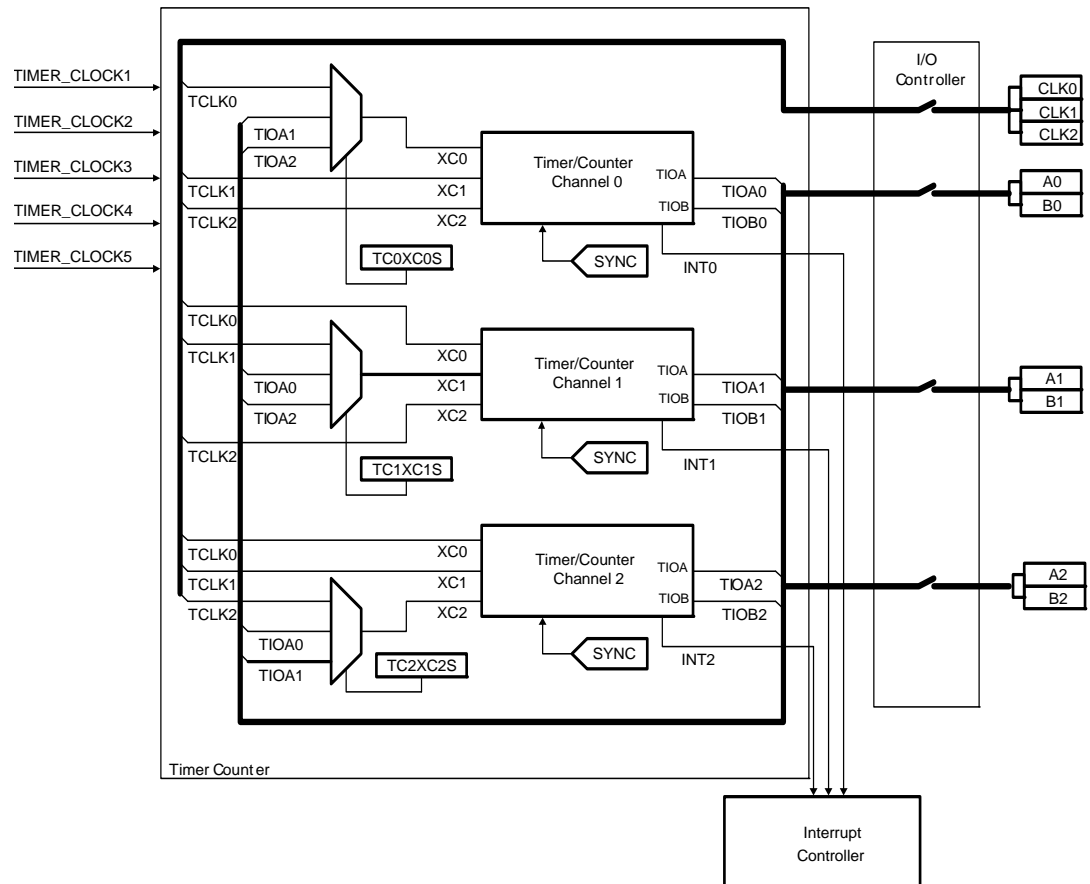 TIMER_CLOCK1
TIMER_CLOCK2
TIMER_CLOCK3
TIMER_CLOCK4
TIMER_CLOCK5
TCLK0
TIOA1
TIOA2
TCLK1
TCLK2
XC0
XC1
XC2
Timer/Counter
Channel 0
TIOA
TIOB
TIOA0
TIOB0
TC0XC0S
SYNC
INT0
TCLK0
TCLK1
TIOA0
TIOA2
TCLK2
XC0
XC1
XC2
Timer/Counter
Channel 1
TIOA
TIOB
TIOA1
TIOB1
TC1XC1S
SYNC
INT1
TCLK0
TCLK1
TCLK2
TIOA0
TIOA1
XC0
XC1
XC2
Timer/Counter
Channel 2
TIOA
TIOB
TIOA2
TIOB2
TC2XC2S
SYNC
INT2
Timer Counter
I/O
Controller
CLK0
CLK1
CLK2
A0
B0
A1
B1
A2
B2
Interrupt
Controller